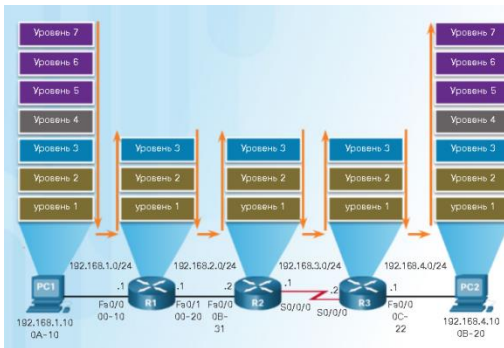 Уровень 7
Уровень 6
Уровень 5
Уровень 4
Уровень 3
Уровень 2
уровень 1
Уровень 3
Уровень 2
уровень 1
Уровень 3
Уровень 2
уровень 1
Уровень 3
Уровень 2
уровень 1
Уровень 7
Уровень 6
Уровень 5
Уровень 4
Уровень 3
Уровень 2
уровень 1
192.168.1.0/24
192.168.2.0/24
192.168.3.0/24
192.168.4.0/24
PC1
.1
R1
.1
.2
R2
.1
.2
R3
.1
PC2
192.168.1.10
0A-10
Fa0/0
00-10
Fa0/1
00-20
Fa0/0
0B-
31
S0/0/0
S0/0/0
Fa0/0
0C-
22
192.168.4.10
0B-20